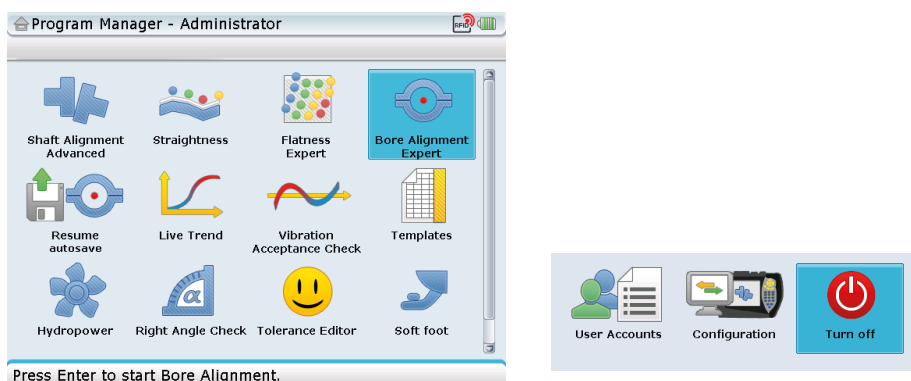 Program Manager - Administrator
RFID
Shaft Alignment
Advanced
Straightness
Flatness
Expert
Bore Alignment
Expert
Resume
autosave
Live Trend
Vibration
Acceptance Check
Templates
Hydropower
α
Right Angle Check
Tolerance Editor
Soft foot
Press Enter to start Bore Alignment.
User Accounts
Configuration
Turn off